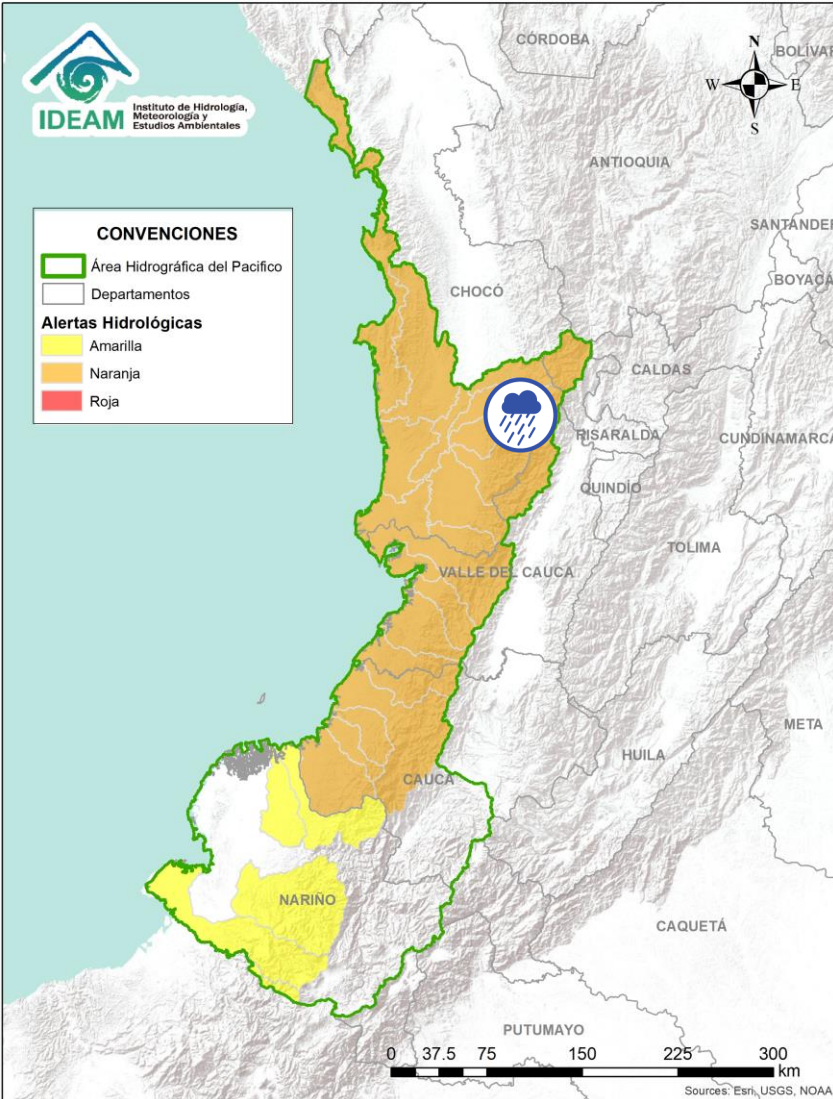 IDEAM
Instituto de Hidrología,
Meteorología y
Estudios Ambientales
N
W
E
S
CÓRDOBA
BOLÍVAR
ANTIOQUIA
SANTANDER
BOYACÁ
CONVENCIONES
Área Hidrográfica del Pacifico
Departamentos
Alertas Hidrológicas
Amarilla
Naranja
Roja
CHOCÓ
CALDAS
RISARALDA
CUNDINAMARCA
QUINDÍO
TOLIMA
VALLE DEL CAUCA
META
HUILA
CAUCA
NARIÑO
CAQUETÁ
PUTUMAYO
0 37.5 75 150 225 300
km
Sources: Esri, USGS, NOAA